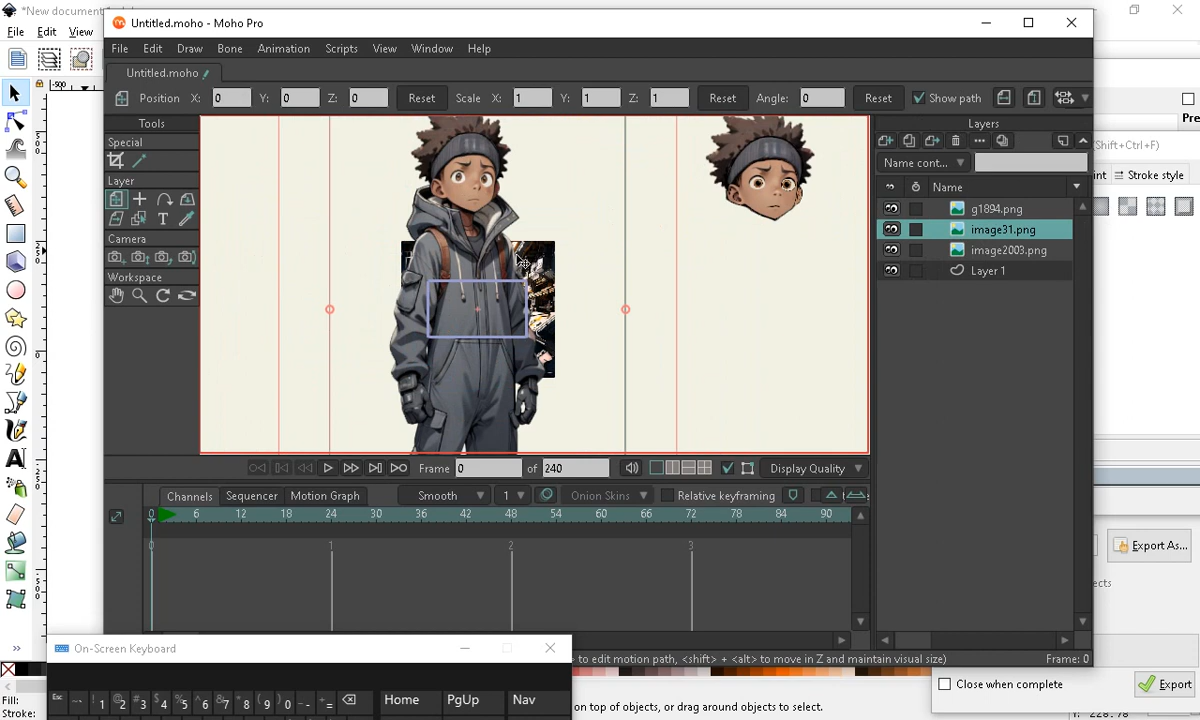 *New document
Untitled.moho - Moho Pro
File Edit View
File Edit Draw Bone Animation Scripts View Window Help
Untitled.moho
Position X: 0 Y: 0 Z: 0 Reset Scale X: 1 Y: 1 Z: 1 Reset Angle: 0 Reset Show path
Tools
Special
Layer
Camera
Workspace
Layers
Name cont...
Name
g1894.png
image31.png
image2003.png
Layer 1
Pre
(Shift+Ctrl+F)
int Stroke style
Frame 0 of 240 Display Quality
Channels Sequencer Motion Graph Smooth 1 Onion Skins Relative keyframing
0 6 12 18 24 30 36 42 48 54 60 66 72 78 84 90
0 1 2 3
Export As...
ects
On-Screen Keyboard
to edit motion path, <shift> + <alt> to move in Z and maintain visual size) Frame: 0
Close when complete Export
Esc ~ ! 1 @ 2 # 3 $ 4 % 5 ^ 6 & 7 * 8 ( 9 ) 0 - + = Home PgUp Nav
Fill:
Stroke:
on top of objects, or drag around objects to select.
Y: 228.78